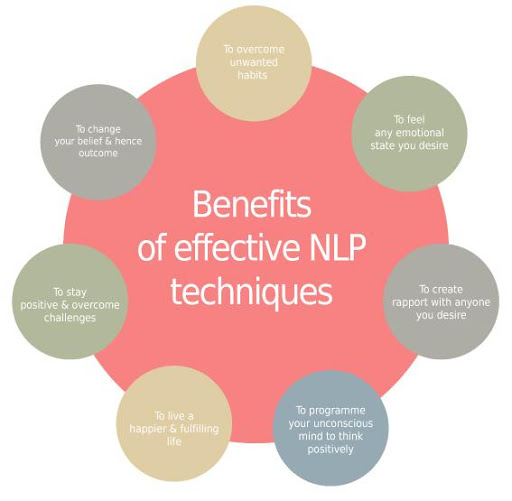 Benefits
of effective NLP
techniques
To overcome
unwanted
habits
To feel
any emotional
state you desire
To create
rapport with anyone
you desire
To programme
your unconscious
mind to think
positively
To live a
happier & fulfilling
life
To stay
positive & overcome
challenges
To change
your belief & hence
outcome